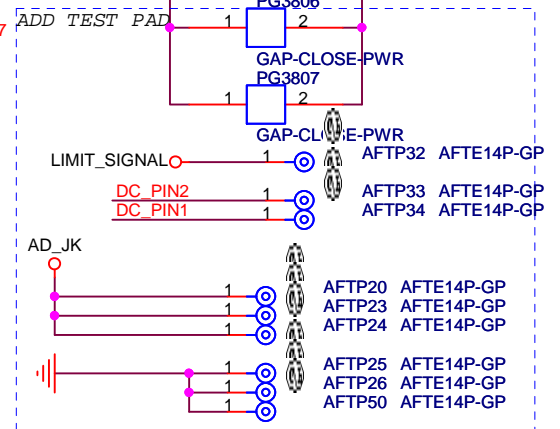 PG3806
7 ADD TEST PAD
1 2
GAP-CLOSE-PWR
PG3807
1 2
GAP-CL SE-PWR
LIMIT_SIGNAL 1 AFTP32 AFTE14P-GP
DC_PIN2 1 AFTP33 AFTE14P-GP
DC_PIN1 1 AFTP34 AFTE14P-GP
AD_JK
1 AFTP20 AFTE14P-GP
1 AFTP23 AFTE14P-GP
1 AFTP24 AFTE14P-GP
1 AFTP25 AFTE14P-GP
1 AFTP26 AFTE14P-GP
1 AFTP50 AFTE14P-GP